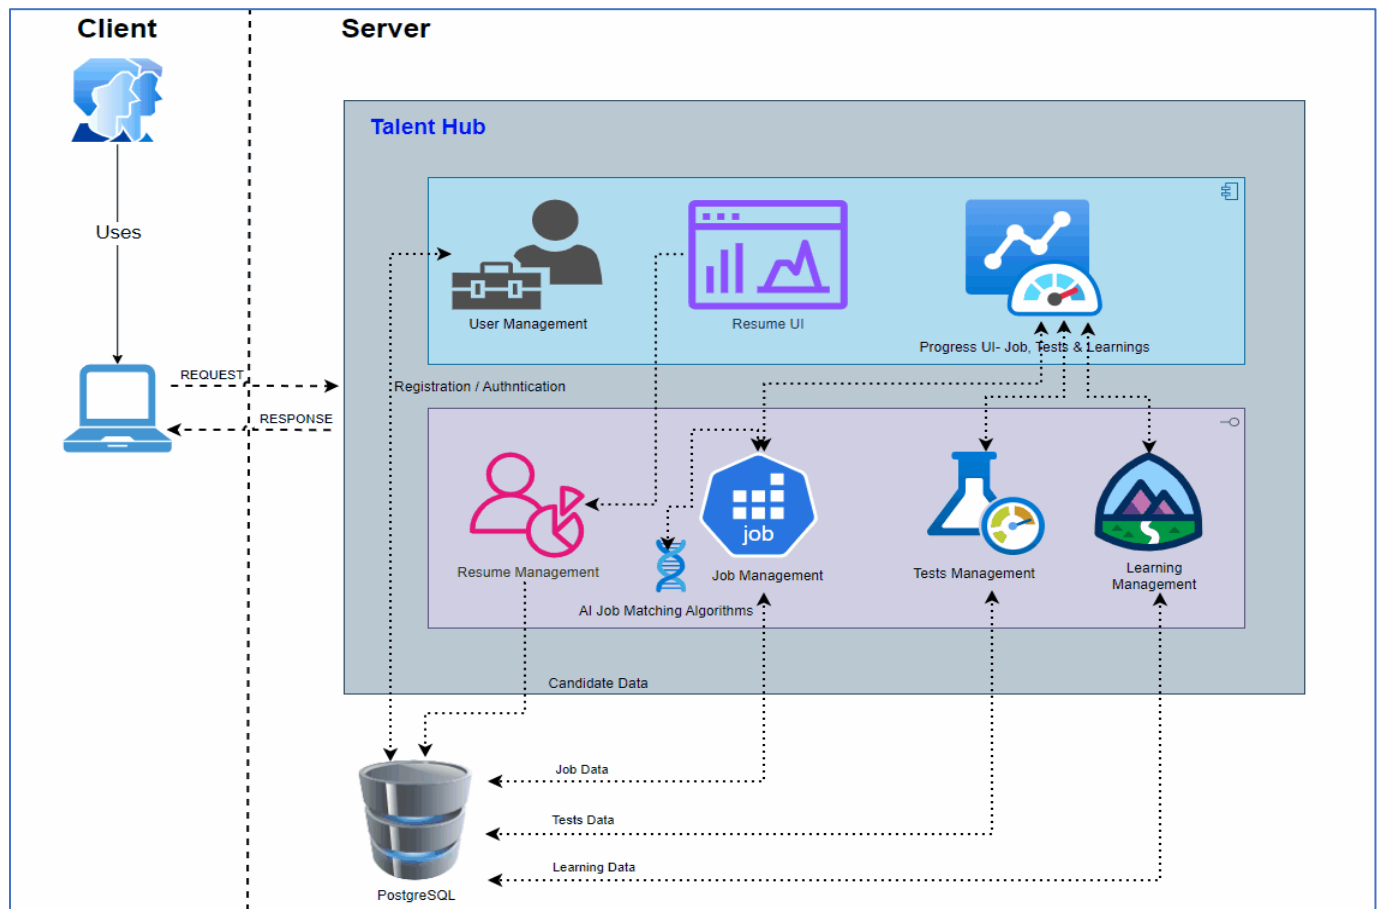 Client
Server
Talent Hub
Uses
User Management
Resume UI
Progress UI- Job, Tests & Learnings
REQUEST
Registration / Authntication
RESPONSE
job
Resume Management
Job Management
Tests Management
Learning
Management
AI Job Matching Algorithms
Candidate Data
Job Data
Tests Data
Learning Data
PostgreSQL